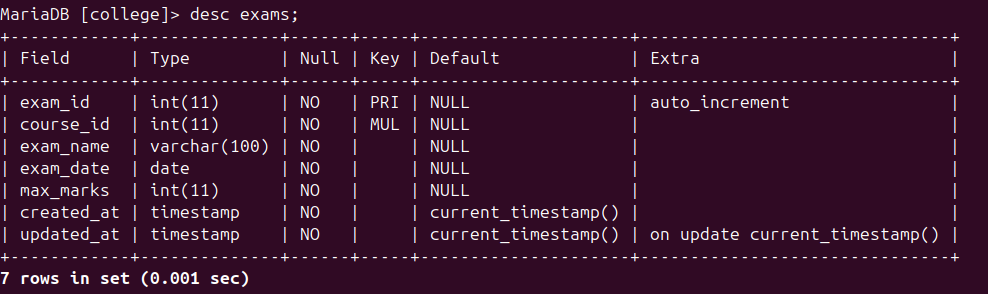 MariaDB [college]> desc exams;
+------------+--------------+------+-----+---------------------+-------------------------------+
| Field      | Type         | Null | Key | Default             | Extra                         |
+------------+--------------+------+-----+---------------------+-------------------------------+
| exam_id    | int(11)      | NO   | PRI | NULL                | auto_increment                |
| course_id  | int(11)      | NO   | MUL | NULL                |                               |
| exam_name  | varchar(100) | NO   |     | NULL                |                               |
| exam_date  | date         | NO   |     | NULL                |                               |
| max_marks  | int(11)      | NO   |     | NULL                |                               |
| created_at | timestamp    | NO   |     | current_timestamp() |                               |
| updated_at | timestamp    | NO   |     | current_timestamp() | on update current_timestamp() |
+------------+--------------+------+-----+---------------------+-------------------------------+
7 rows in set (0.001 sec)